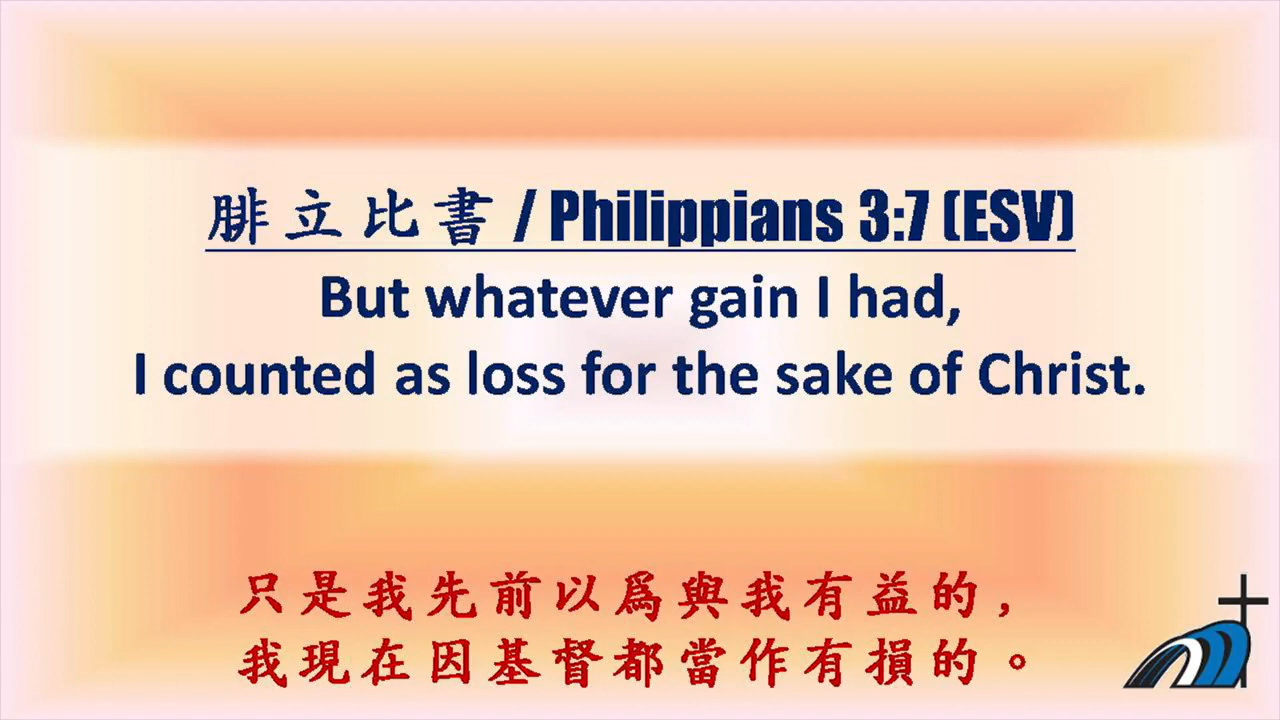 腓立比書 / Philippians 3:7 (ESV)
But whatever gain I had,
I counted as loss for the sake of Christ.
只是我先前以爲與我有益的，
我現在因基督都當作有損的。